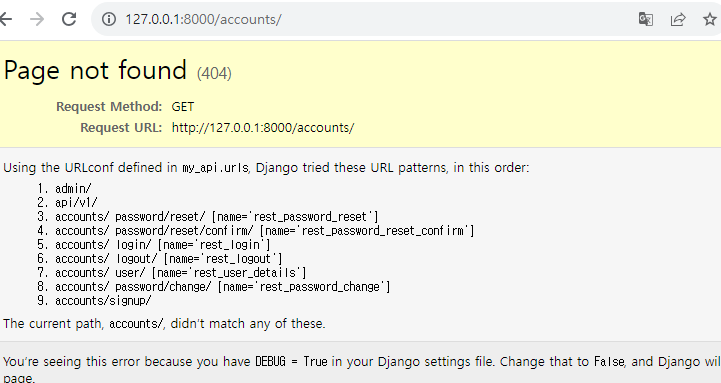 127.0.0.1:8000/accounts/
Page not found (404)
Request Method: GET
Request URL: http://127.0.0.1:8000/accounts/
Using the URLconf defined in my_api.urls, Django tried these URL patterns, in this order:
1. admin/
2. api/v1/
3. accounts/ password/reset/ [name='rest_password_reset']
4. accounts/ password/reset/confirm/ [name='rest_password_reset_confirm']
5. accounts/ login/ [name='rest_login']
6. accounts/ logout/ [name='rest_logout']
7. accounts/ user/ [name='rest_user_details']
8. accounts/ password/change/ [name='rest_password_change']
9. accounts/signup/
The current path, accounts/, didn't match any of these.
You're seeing this error because you have DEBUG = True in your Django settings file. Change that to False, and Django wil
page.